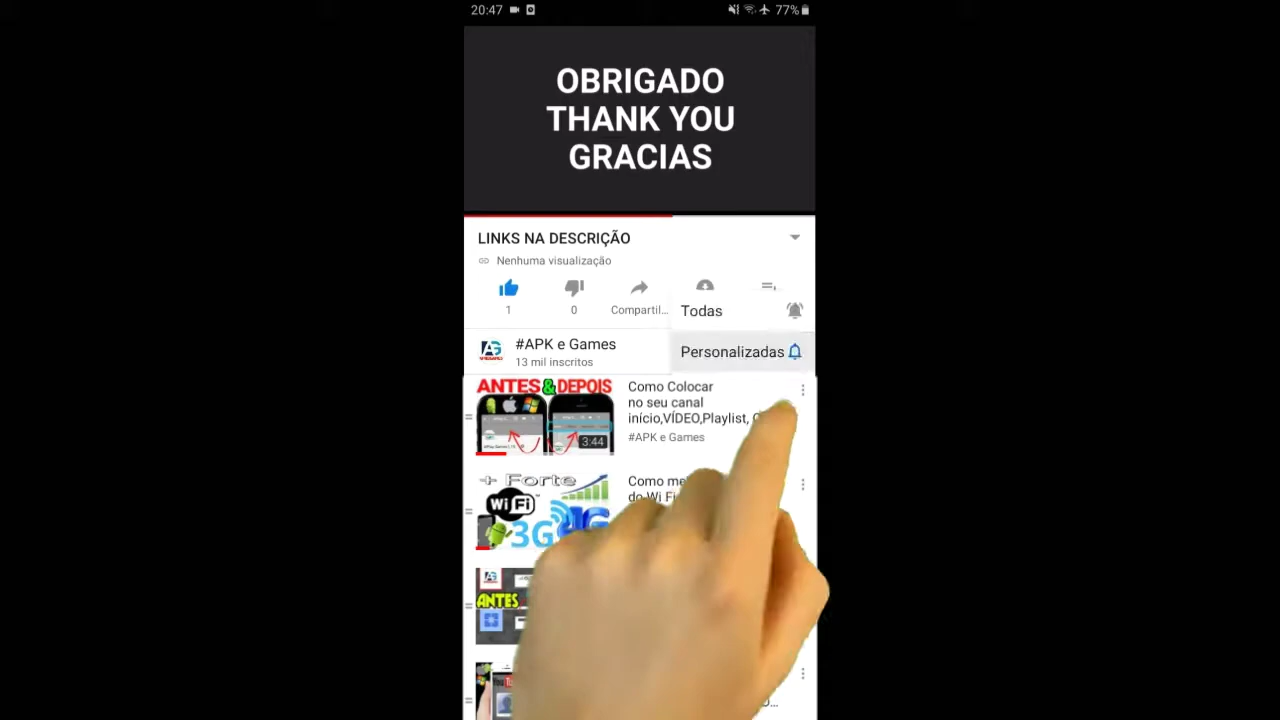 20:47
77%
OBRIGADO
THANK YOU
GRACIAS
LINKS NA DESCRIÇÃO
Nenhuma visualização
1
0
Compartil...
Todas
#APK e Games
13 mil inscritos
Personalizadas
ANTES & DEPOIS
3:44
Como Colocar
no seu canal
início,VÍDEO,Playlist,
#APK e Games
+ Forte
WiFi
3G
4G
Como
do Wi Fi
ANTES